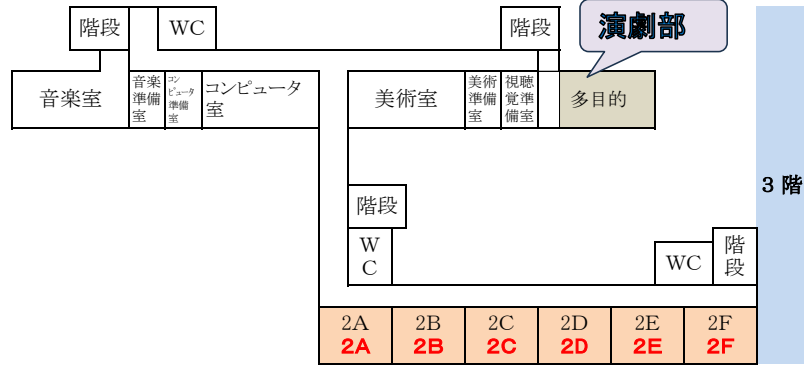 階段
WC
階段
演劇部
音楽室
音楽
準備
室
コン
ピュータ
準備
室
コンピュータ
室
美術室
美術
準備
室
視聴
覚準
備室
多目的
3階
階段
W
C
WC
階
段
2A
2B
2C
2D
2E
2F
2A
2B
2C
2D
2E
2F